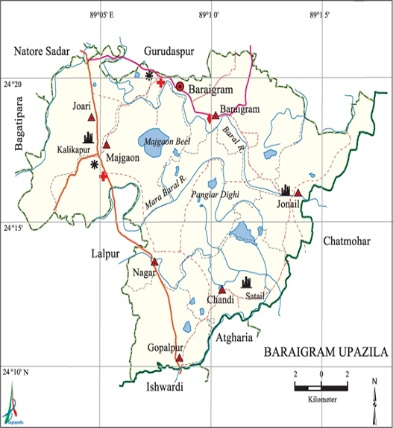 89°05' E
89°1 0'
89°1 5'
Natore Sadar
Gurudaspur
24°20'
Baraigram
Joari
Baraigram
Bagatipara
Kalikapur
Majgaon Beel
Baral R.
Majgaon
Mara Baral R.
Pangiar Dighi
Jonail
24°15'
Chatmohar
Lalpur
Nagar
Satail
Chandi
Atgharia
Gopalpur
BARAIGRAM UPAZILA
24°10' N
Ishwardi
2 0 2
Kilometer
N